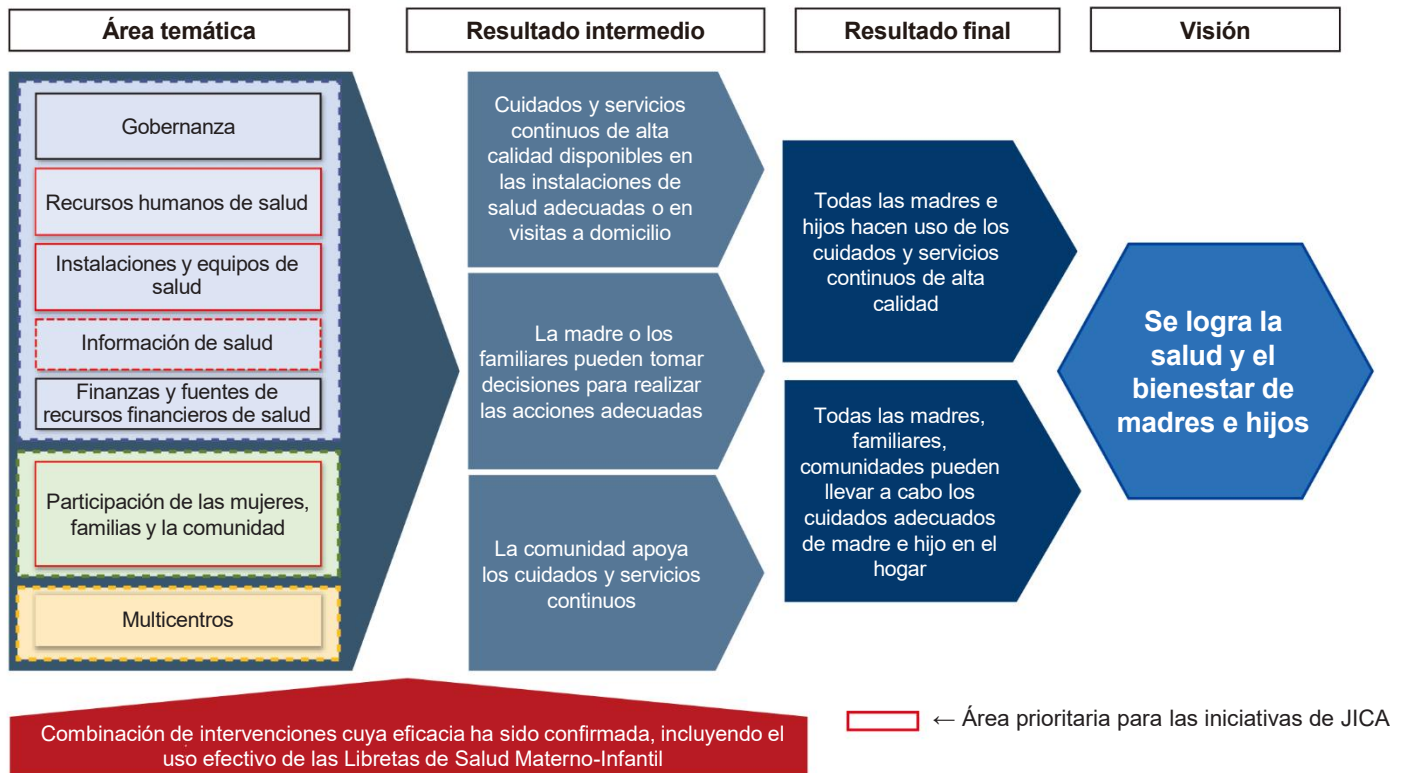 Área temática
Resultado intermedio
Resultado final
Visión
Gobernanza
Recursos humanos de salud
Instalaciones y equipos de
salud
Información de salud
Finanzas y fuentes de
recursos financieros de salud
Participación de las mujeres,
familias y la comunidad
Multicentros
Cuidados y servicios
continuos de alta
calidad disponibles en
las instalaciones de
salud adecuadas o en
visitas a domicilio
La madre o los
familiares pueden tomar
decisiones para realizar
las acciones adecuadas
La comunidad apoya
los cuidados y servicios
continuos
Todas las madres e
hijos hacen uso de los
cuidados y servicios
continuos de alta
calidad
Todas las madres,
familiares,
comunidades pueden
llevar a cabo los
cuidados adecuados
de madre e hijo en el
hogar
Se logra la
salud y el
bienestar de
madres e hijos
Combinación de intervenciones cuya eficacia ha sido confirmada, incluyendo el
uso efectivo de las Libretas de Salud Materno-Infantil
← Área prioritaria para las iniciativas de JICA